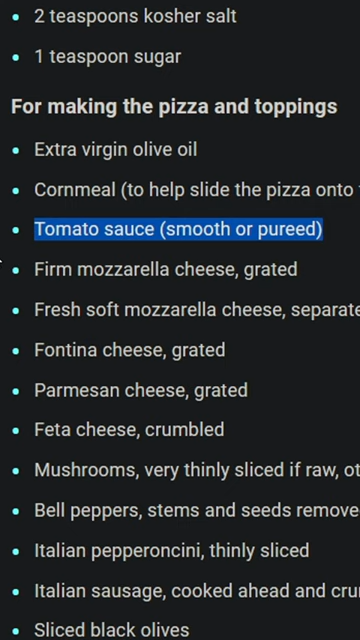 2 teaspoons kosher salt
1 teaspoon sugar
For making the pizza and toppings
Extra virgin olive oil
Cornmeal (to help slide the pizza onto
Tomato sauce (smooth or pureed)
Firm mozzarella cheese, grated
Fresh soft mozzarella cheese, separate
Fontina cheese, grated
Parmesan cheese, grated
Feta cheese, crumbled
Mushrooms, very thinly sliced if raw, ot
Bell peppers, stems and seeds remove
Italian pepperoncini, thinly sliced
Italian sausage, cooked ahead and cru
Sliced black olives